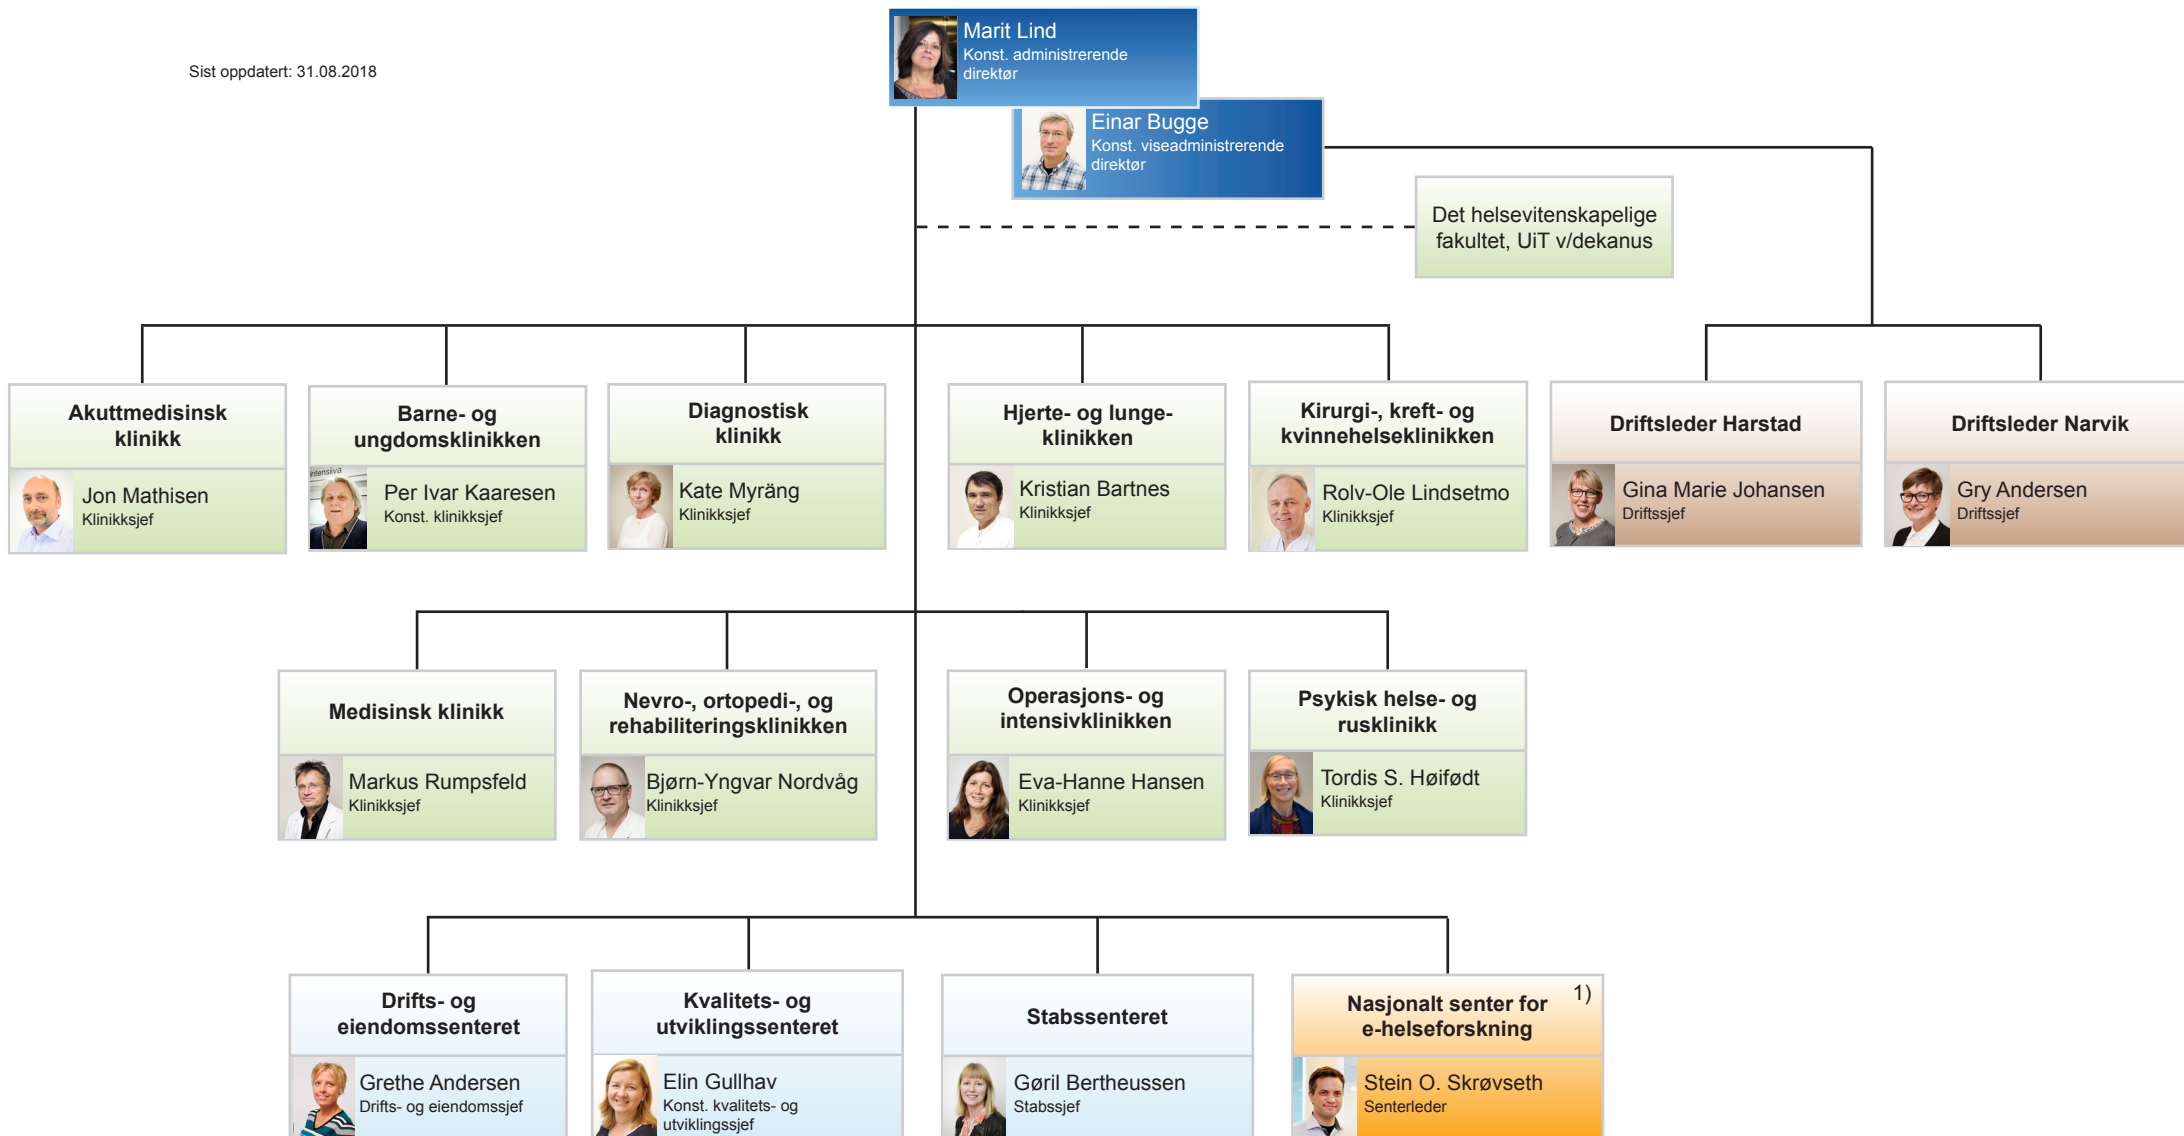 Marit Lind
Konst. administrerende
direktør
Sist oppdatert: 31.08.2018
Einar Bugge
Konst. viseadministrerende
direktør
Det helsevitenskapelige
fakultet, UiT v/dekanus
Akuttmedisinsk
klinikk
Jon Mathisen
Klinikksjef
Barne- og
ungdomsklinikken
intensiva
Per Ivar Kaaresen
Konst. klinikksjef
Diagnostisk
klinikk
Kate Myräng
Klinikksjef
Hjerte- og lunge-
klinikken
Kristian Bartnes
Klinikksjef
Kirurgi-, kreft- og
kvinnehelseklinikken
Rolv-Ole Lindsetmo
Klinikksjef
Driftsleder Harstad
Gina Marie Johansen
Driftssjef
Driftsleder Narvik
Gry Andersen
Driftssjef
Medisinsk klinikk
Markus Rumpsfeld
Klinikksjef
Nevro-, ortopedi-, og
rehabiliteringsklinikken
Bjørn-Yngvar Nordvåg
Klinikksjef
Operasjons- og
intensivklinikken
Eva-Hanne Hansen
Klinikksjef
Psykisk helse- og
rusklinikk
Tordis S. Høifødt
Klinikksjef
Drifts- og
eiendomssenteret
Grethe Andersen
Drifts- og eiendomssjef
Kvalitets- og
utviklingssenteret
Elin Gullhav
Konst. kvalitets- og
utviklingssjef
Stabssenteret
Gøril Bertheussen
Stabssjef
Nasjonalt senter for 1)
e-helseforskning
Stein O. Skrøvseth
Senterleder